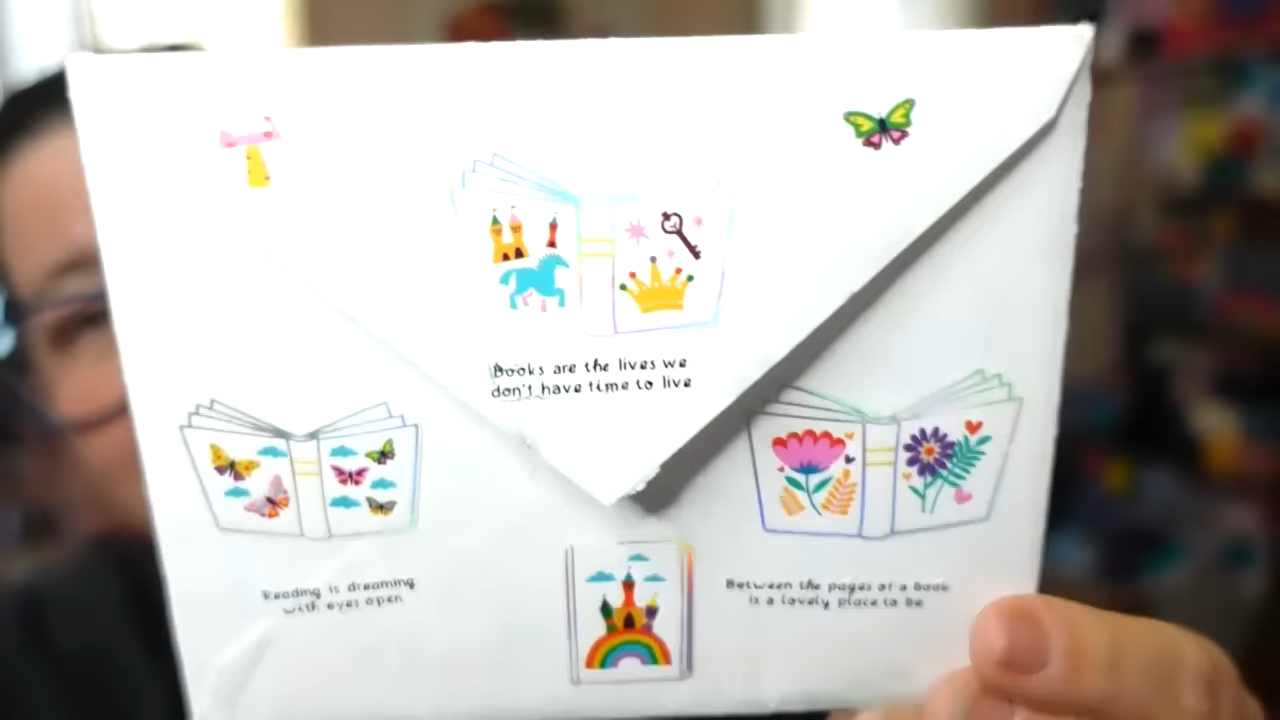 Books are the lives we
don't have time to live
Reading is dreaming
with eyes open
Between the pages of a book
is a lovely place to be